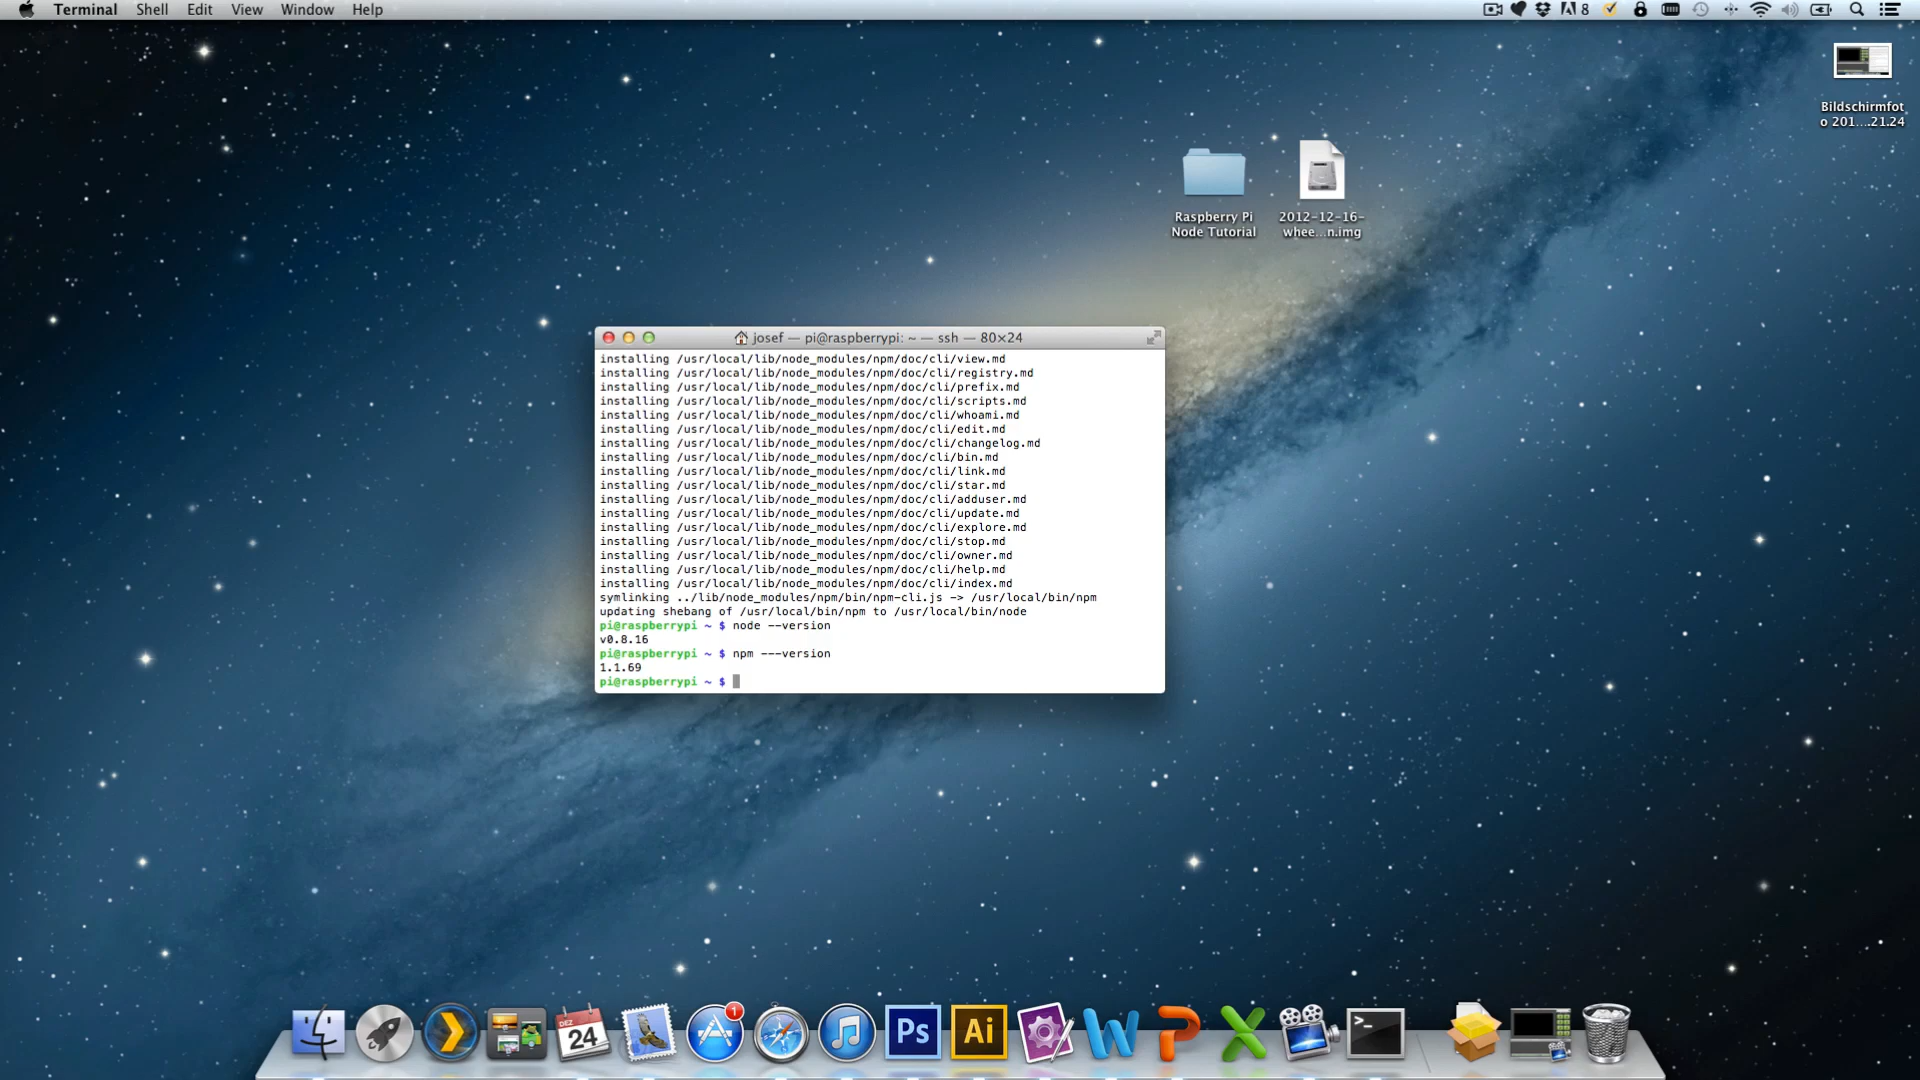 Terminal Shell Edit View Window Help
8
Bildschirmfot
o 201....21.24
Raspberry Pi
Node Tutorial
2012-12-16-
whee...n.img
josef — pi@raspberrypi: ~ — ssh — 80×24
installing /usr/local/lib/node_modules/npm/doc/cli/view.md
installing /usr/local/lib/node_modules/npm/doc/cli/registry.md
installing /usr/local/lib/node_modules/npm/doc/cli/prefix.md
installing /usr/local/lib/node_modules/npm/doc/cli/scripts.md
installing /usr/local/lib/node_modules/npm/doc/cli/whoami.md
installing /usr/local/lib/node_modules/npm/doc/cli/edit.md
installing /usr/local/lib/node_modules/npm/doc/cli/changelog.md
installing /usr/local/lib/node_modules/npm/doc/cli/bin.md
installing /usr/local/lib/node_modules/npm/doc/cli/link.md
installing /usr/local/lib/node_modules/npm/doc/cli/star.md
installing /usr/local/lib/node_modules/npm/doc/cli/adduser.md
installing /usr/local/lib/node_modules/npm/doc/cli/update.md
installing /usr/local/lib/node_modules/npm/doc/cli/explore.md
installing /usr/local/lib/node_modules/npm/doc/cli/stop.md
installing /usr/local/lib/node_modules/npm/doc/cli/owner.md
installing /usr/local/lib/node_modules/npm/doc/cli/help.md
installing /usr/local/lib/node_modules/npm/doc/cli/index.md
symlinking ../lib/node_modules/npm/bin/npm-cli.js -> /usr/local/bin/npm
updating shebang of /usr/local/bin/npm to /usr/local/bin/node
pi@raspberrypi ~ $ node --version
v0.8.16
pi@raspberrypi ~ $ npm ---version
1.1.69
pi@raspberrypi ~ $
DEZ
24
1
Ps
Ai
>_